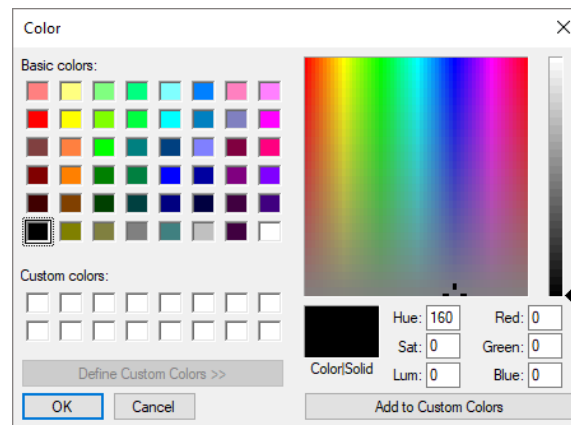 Color
Basic colors:
Custom colors:
Define Custom Colors >>
OK Cancel
Color|Solid
Hue: 160 Red: 0
Sat: 0 Green: 0
Lum: 0 Blue: 0
Add to Custom Colors